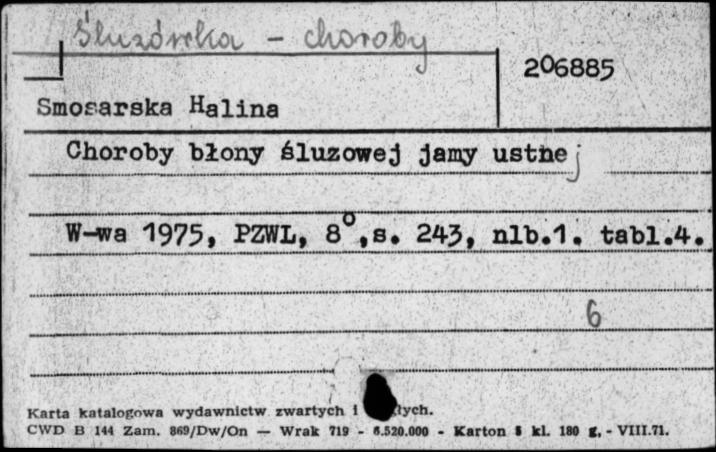 Śluzówka - choroby
206885
Smosarska Halina
Choroby błony śluzowej jamy ustnej
W-wa 1975, PZWL, 8°, s. 243, nlb.1. tabl.4.
6
Karta katalogowa wydawnictw zwartych i
CWD B 144 Zam. 869/Dw/On — Wrak 719 - 6.520.000 - Karton 5 kl. 180 g. - VIII.71.